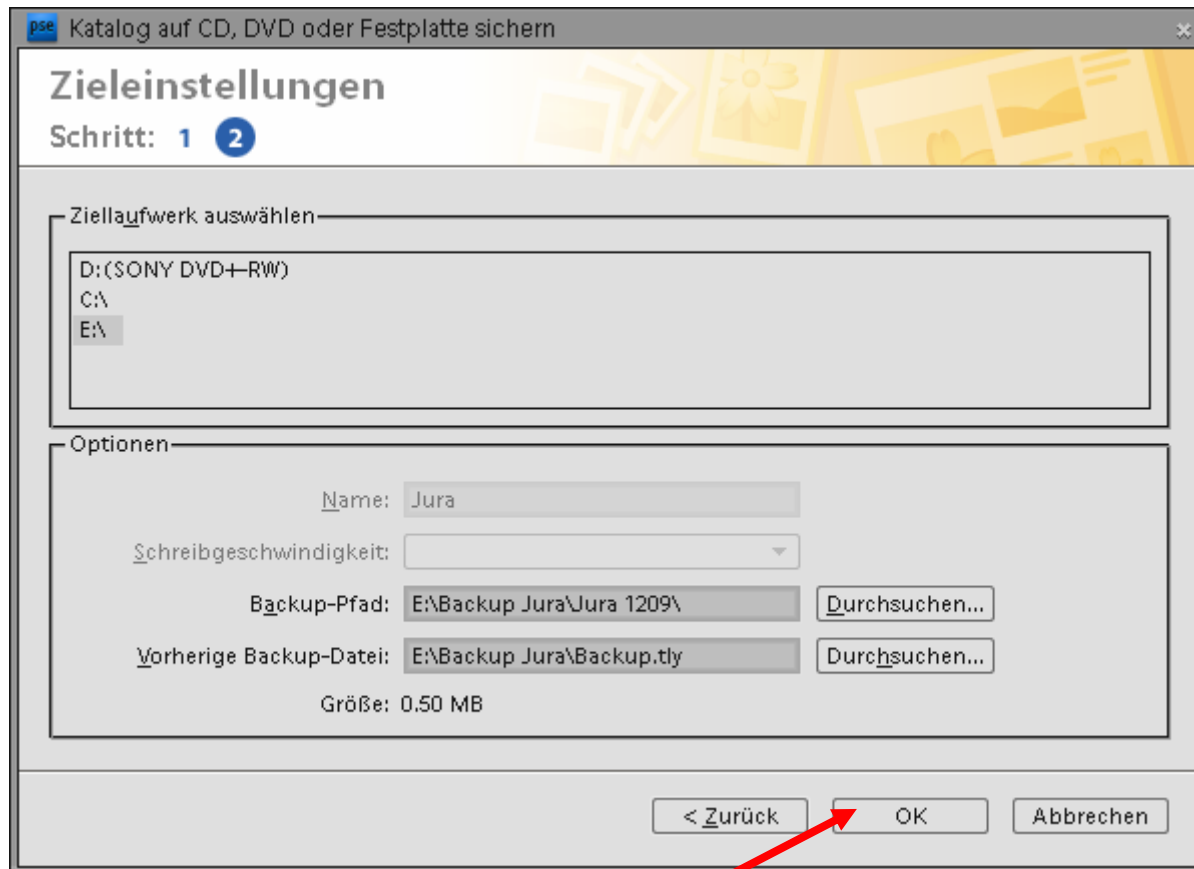 pse Katalog auf CD, DVD oder Festplatte sichern
Zieleinstellungen
Schritt: 1 2
Ziellaufwerk auswählen
D:(SONY DVD+-RW)
C:\
E:\
Optionen
Name: Jura
Schreibgeschwindigkeit:
Backup-Pfad: E:\Backup Jura\Jura 1209\ Durchsuchen...
Vorherige Backup-Datei: E:\Backup Jura\Backup.tly Durchsuchen...
Größe: 0.50 MB
< Zurück OK Abbrechen